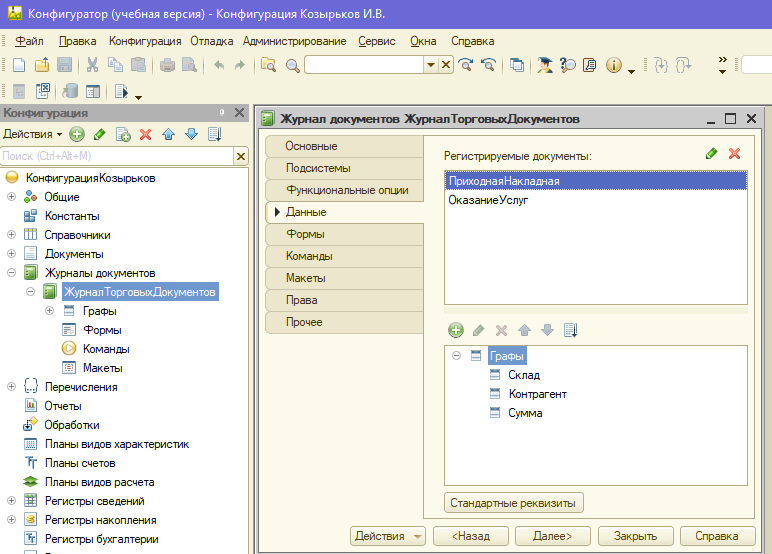 Конфигуратор (учебная версия) - Конфигурация Козырьков И.В.
Файл Правка Конфигурация Отладка Администрирование Сервис Окна Справка
Конфигурация
Действия
Поиск (Ctrl+Alt+M)
КонфигурацияКозырьков
Общие
Константы
Справочники
Документы
Журналы документов
ЖурналТорговыхДокументов
Графы
Формы
Команды
Макеты
Перечисления
Отчеты
Обработки
Планы видов характеристик
Планы счетов
Планы видов расчета
Регистры сведений
Регистры накопления
Регистры бухгалтерии
Журнал документов ЖурналТорговыхДокументов
Основные
Подсистемы
Функциональные опции
Данные
Формы
Команды
Макеты
Права
Прочее
Регистрируемые документы:
ПриходнаяНакладная
ОказаниеУслуг
Графы
Склад
Контрагент
Сумма
Стандартные реквизиты
Действия <Назад Далее> Закрыть Справка